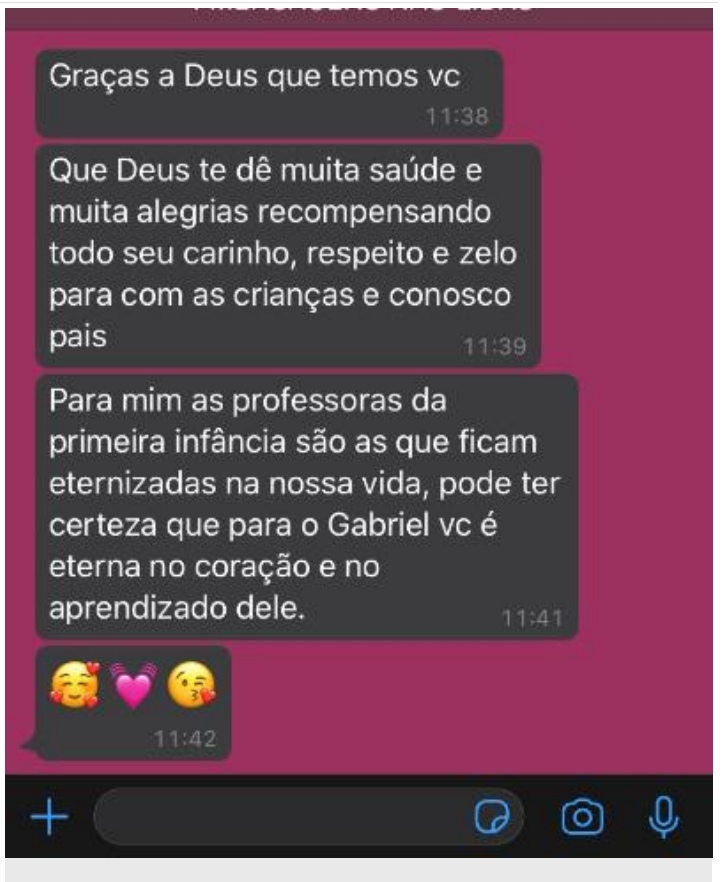 Graças a Deus que temos vc
11:38
Que Deus te dê muita saúde e
muita alegrias recompensando
todo seu carinho, respeito e zelo
para com as crianças e conosco
pais
11:39
Para mim as professoras da
primeira infância são as que ficam
eternizadas na nossa vida, pode ter
certeza que para o Gabriel vc é
eterna no coração e no
aprendizado dele.
11:41
🥰 💓 😘
11:42